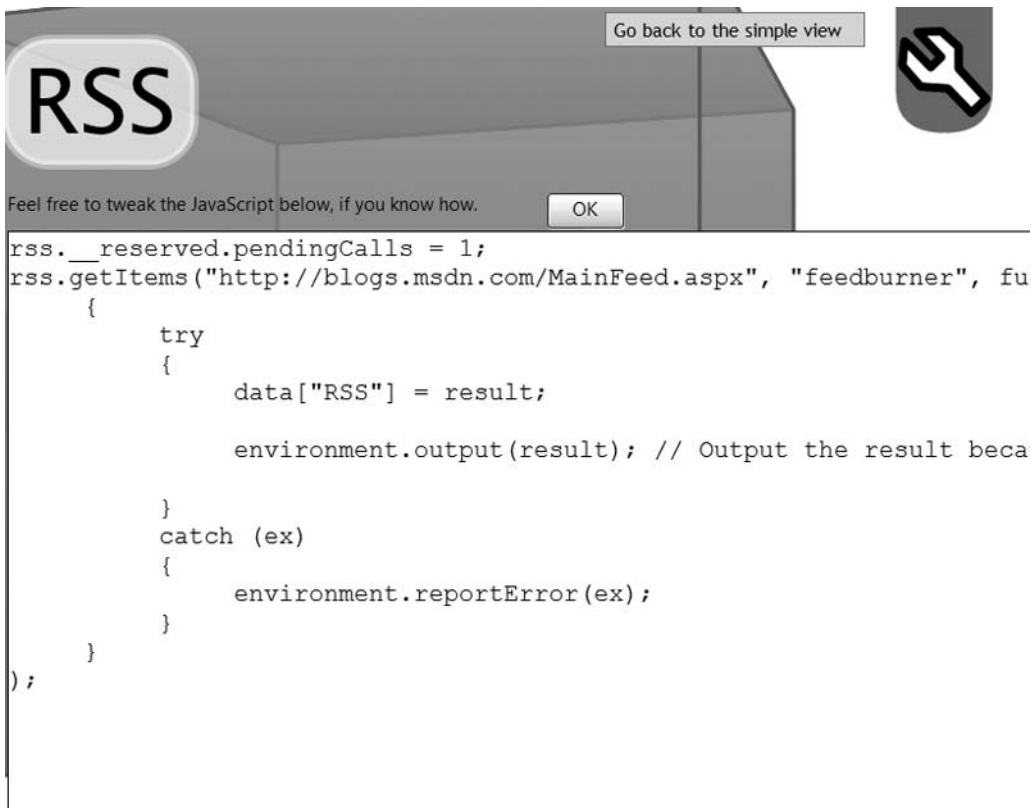 Go back to the simple view
RSS
Feel free to tweak the JavaScript below, if you know how.
OK
rss.__reserved.pendingCalls = 1;
rss.getItems("http://blogs.msdn.com/MainFeed.aspx", "feedburner", fu
{
try
{
data["RSS"] = result;
environment.output(result); // Output the result beca
}
catch (ex)
{
environment.reportError(ex);
}
}
);